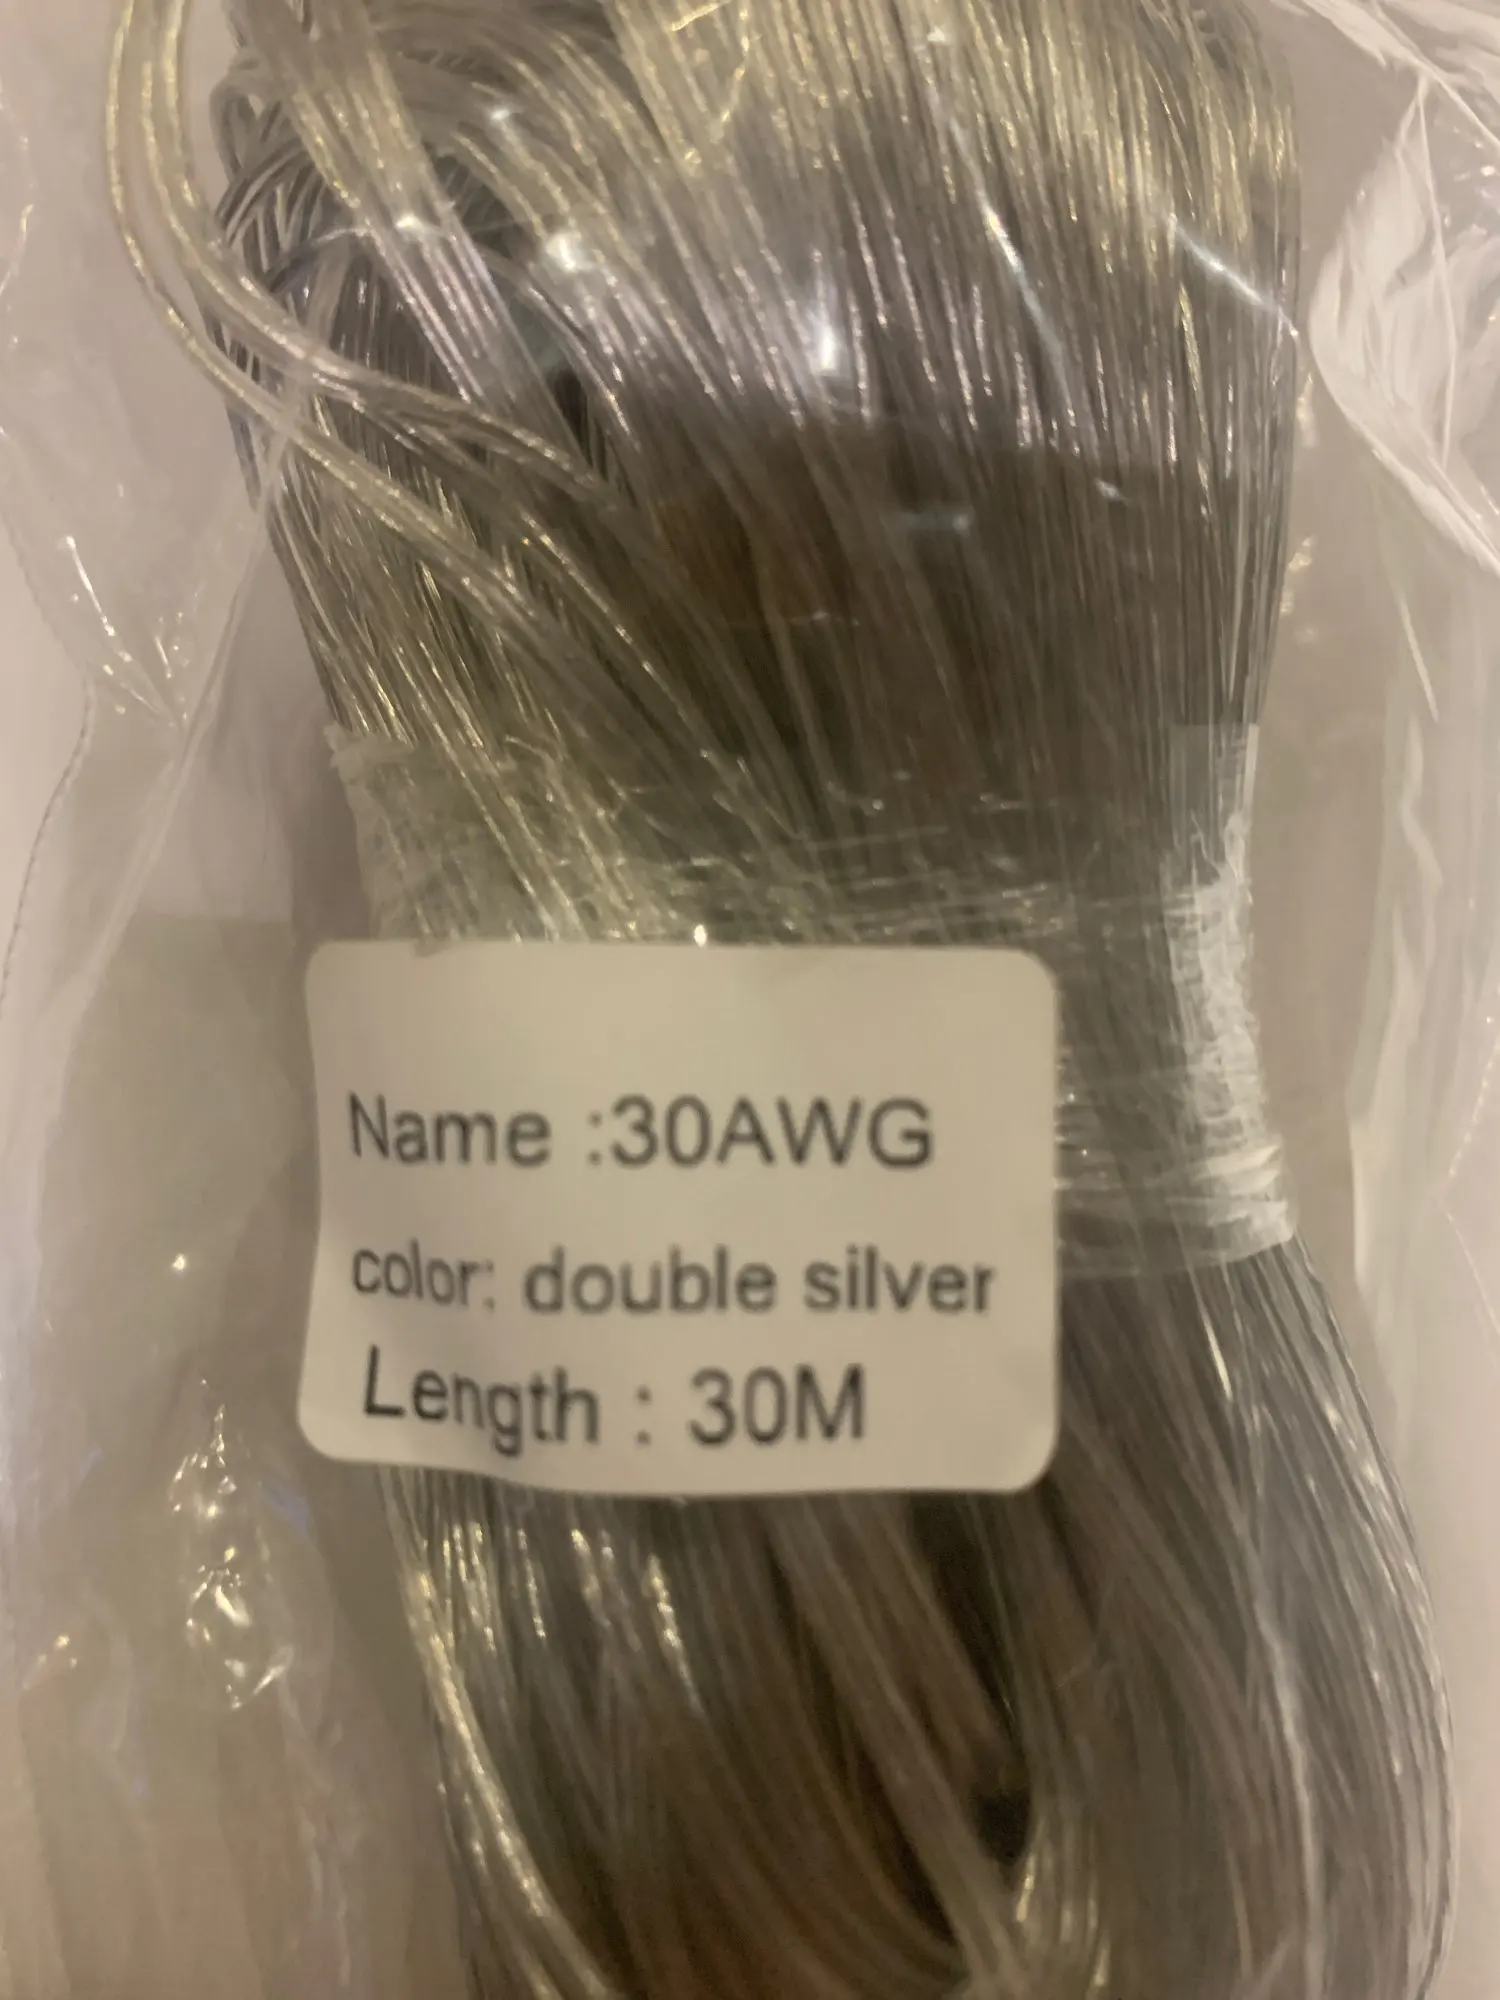 Name :30AWG
color: double silver
Length : 30M